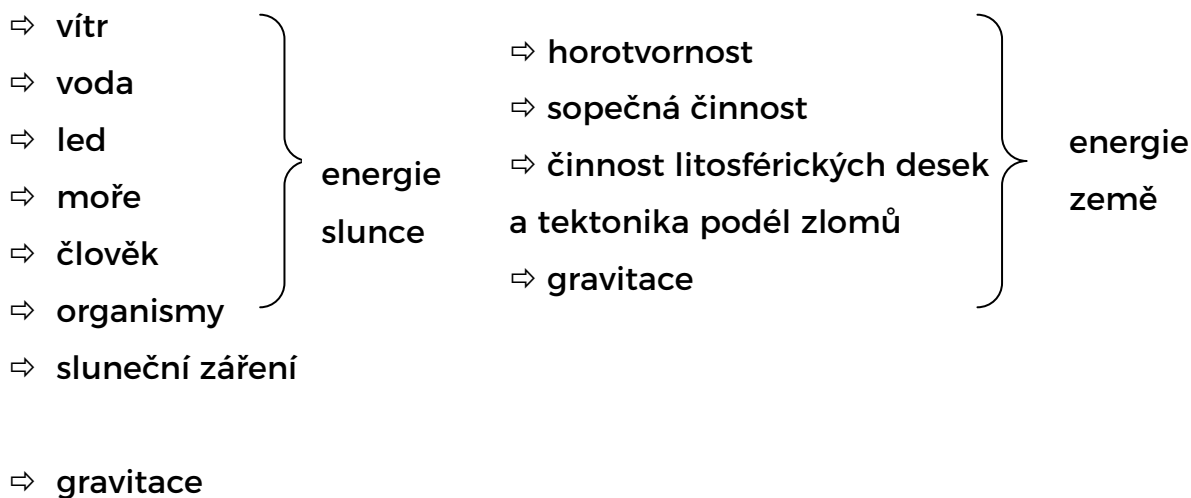 ⇨ vítr
⇨ voda
⇨ led
⇨ moře
⇨ člověk
⇨ organismy
⇨ sluneční záření
⇨ gravitace
energie
slunce
⇨ horotvornost
⇨ sopečná činnost
⇨ činnost litosférických desek
a tektonika podél zlomů
⇨ gravitace
energie
země